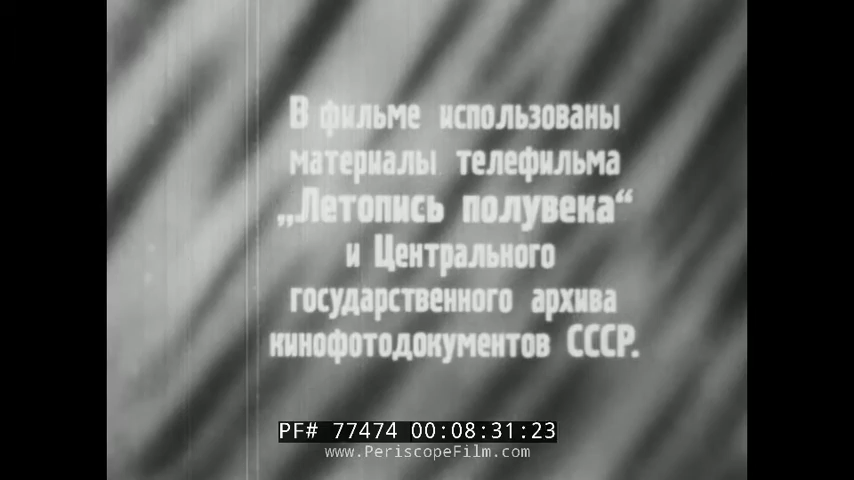 В фильме использованы
материалы телефильма
„Летопись полувека“
и Центрального
государственного архива
кинофотодокументов СССР.
PF# 77474 00:08:31:23
www.PeriscopeFilm.com